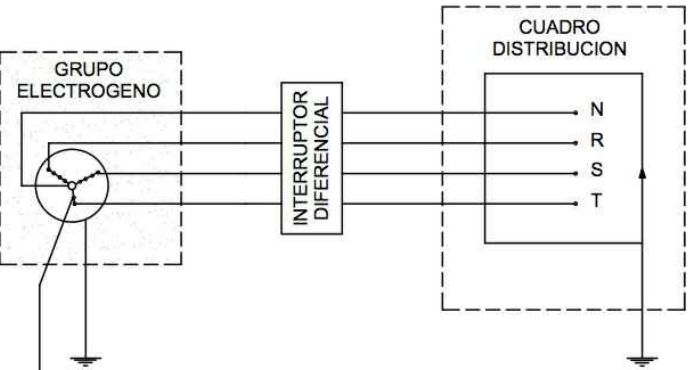 CUADRO
DISTRIBUCION
GRUPO
ELECTROGENO
INTERRUPTOR
DIFERENCIAL
N
R
S
T